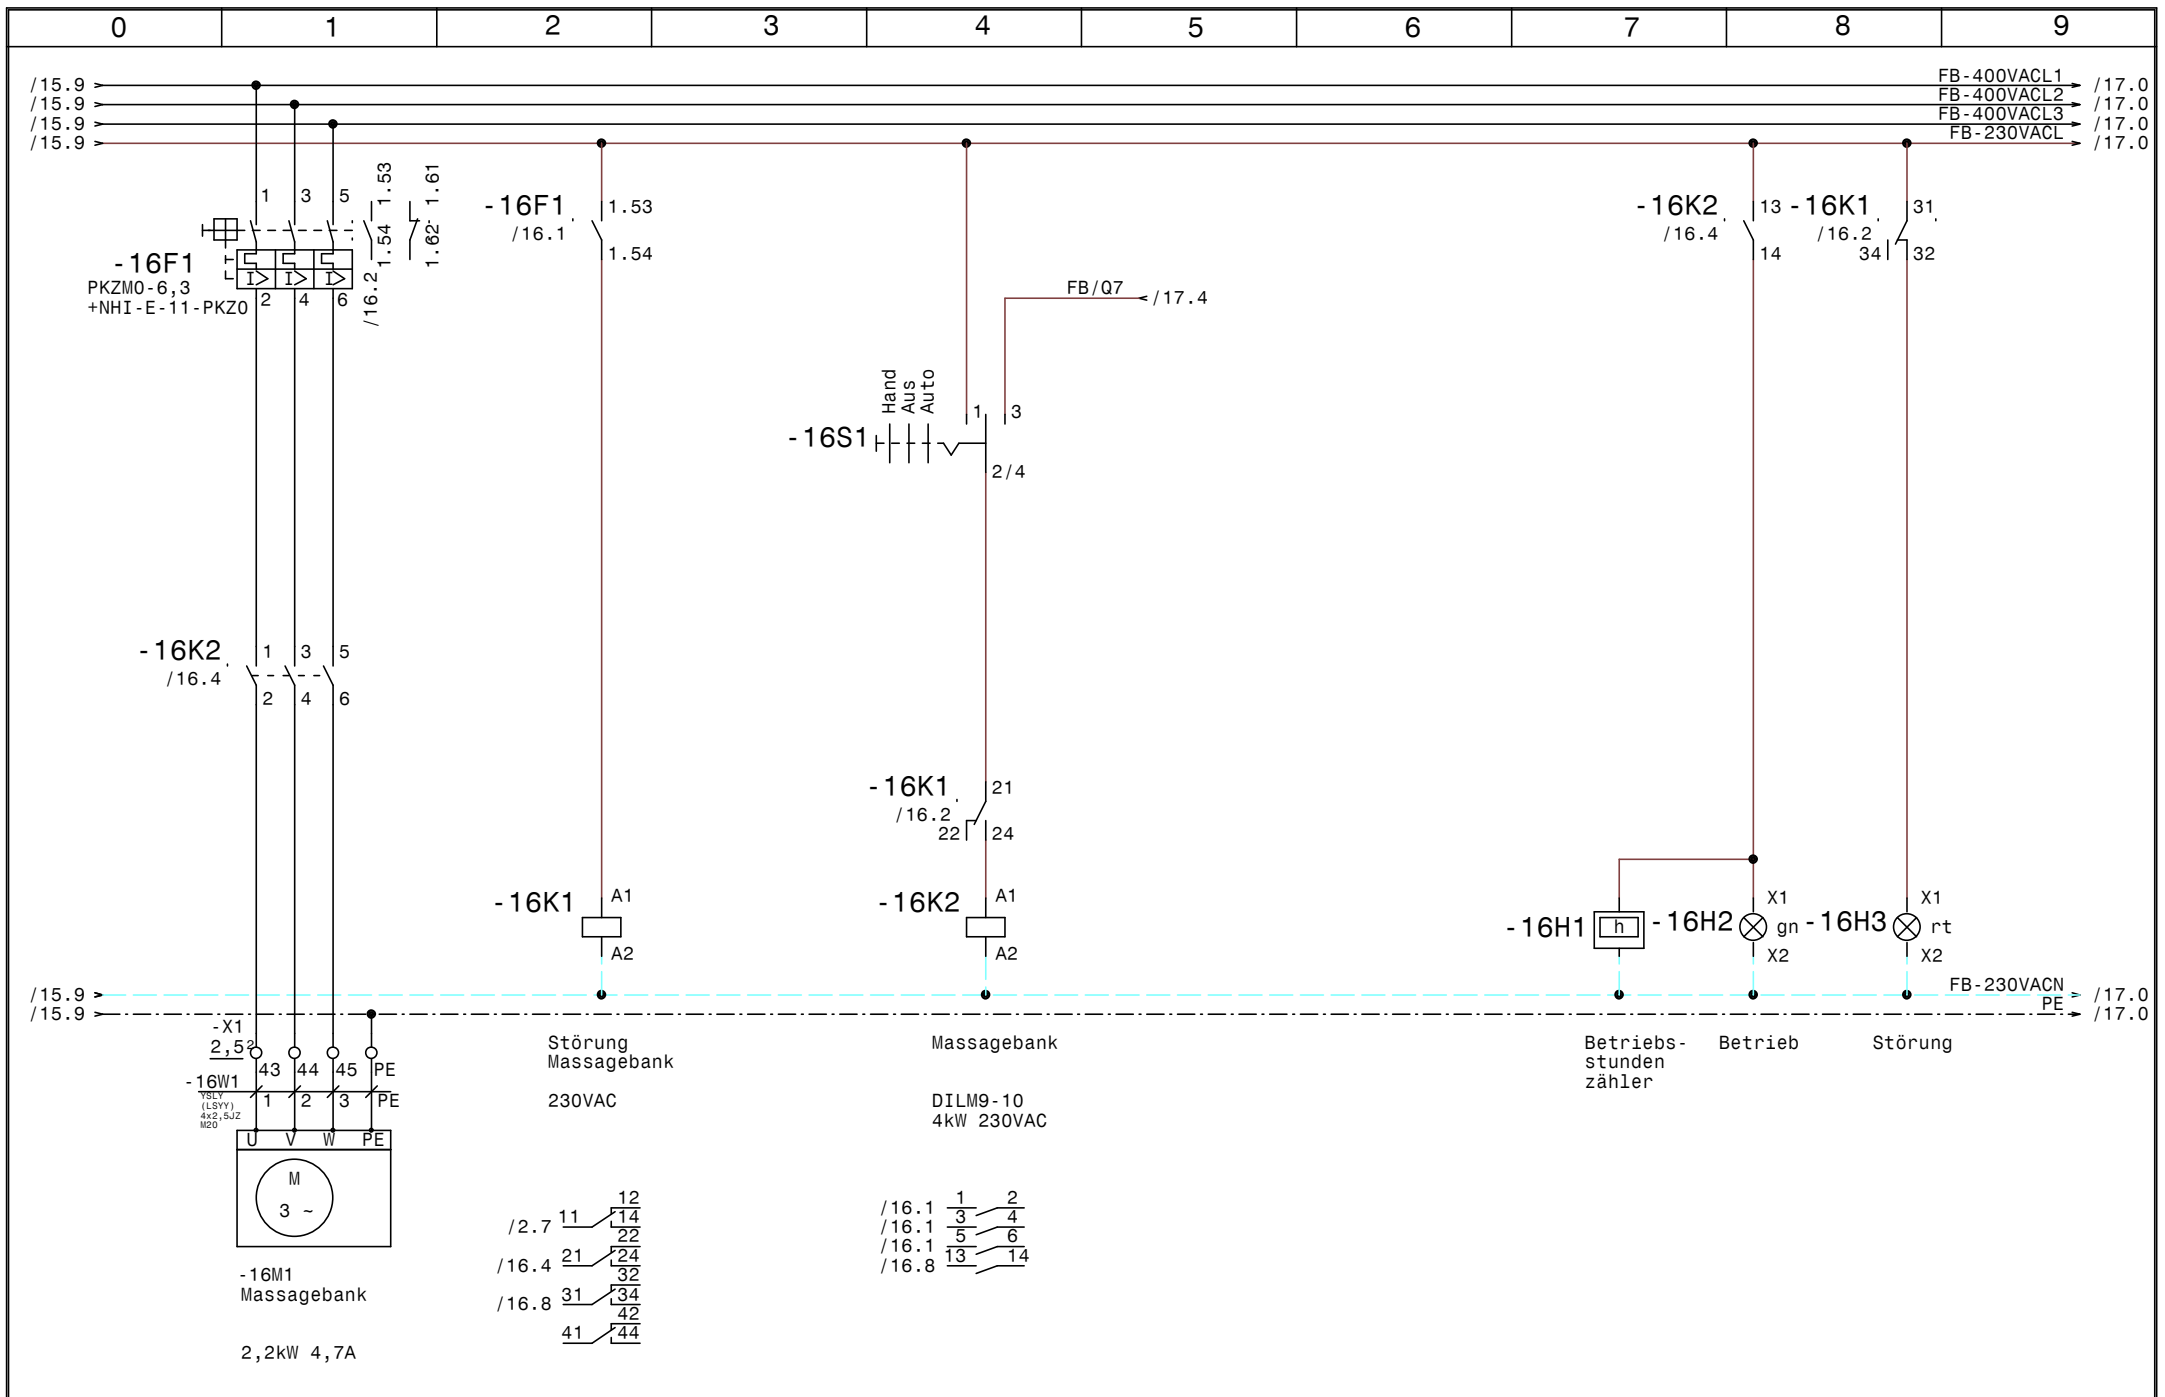 0 1 2 3 4 5 6 7 8 9
/15.9 FB-400VACL1 /17.0
/15.9 FB-400VACL2 /17.0
/15.9 FB-400VACL3 /17.0
/15.9 FB-230VACL /17.0
1 3 5 1.53 1.61
-16F1 1.53
/16.1
1.54
-16K2 13
/16.4
14
-16K1 31
/16.2
34 32
1.54 1.62
-16F1
PKZM0-6,3
+NHI-E-11-PKZ0
I> I> I>
2 4 6 /16.2
FB/Q7 /17.4
Hand
Aus
Auto
1 3
-16S1
2/4
-16K2 1 3 5
/16.4
2 4 6
-16K1 21
/16.2
22 24
-16K1 A1
A2
-16K2 A1
A2
-16H1 h
-16H2 X1
gn
X2
-16H3 X1
rt
X2
/15.9 FB-230VACN /17.0
/15.9 PE /17.0
-X1
2,5²
43 44 45 PE
-16W1
YSLY
(LSYY)
4x2,5JZ
M20
1 2 3 PE
U V W PE
M
3 ~
-16M1
Massagebank
2,2kW 4,7A
Störung
Massagebank
230VAC
Massagebank
DILM9-10
4kW 230VAC
Betriebs-
stunden
zähler
Betrieb
Störung
12
/2.7 11 14
22
/16.4 21 24
32
/16.8 31 34
42
41 44
/16.1 1 2
/16.1 3 4
/16.1 5 6
/16.8 13 14